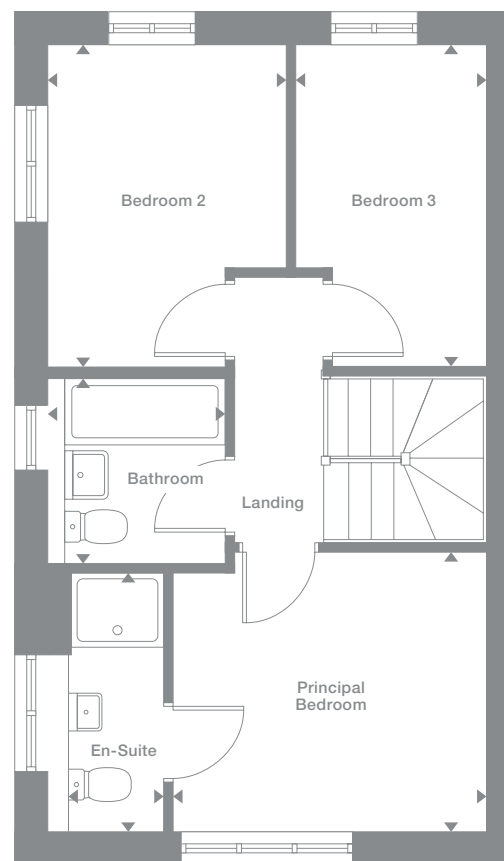 Bedroom 2
Bedroom 3
Bathroom
Landing
Principal
Bedroom
En-Suite